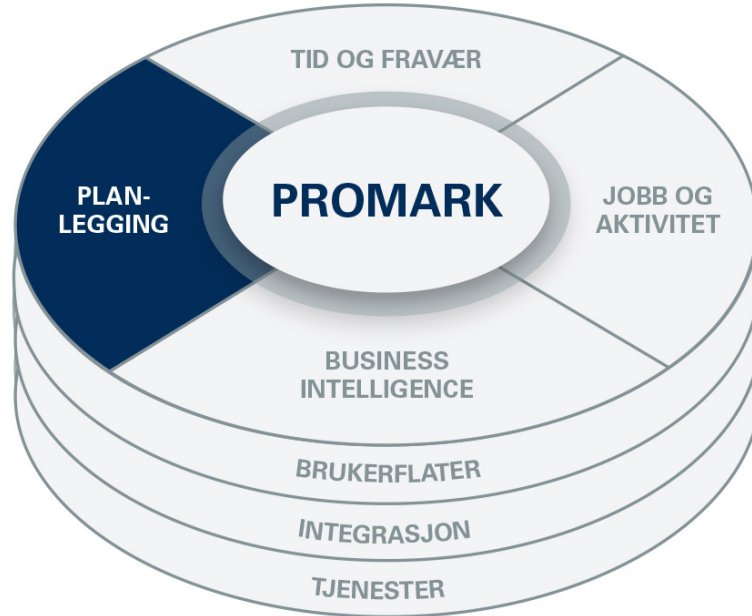 TID OG FRAVÆR
PLAN-
LEGGING
PROMARK
JOBB OG
AKTIVITET
BUSINESS
INTELLIGENCE
BRUKERFLATER
INTEGRASJON
TJENESTER